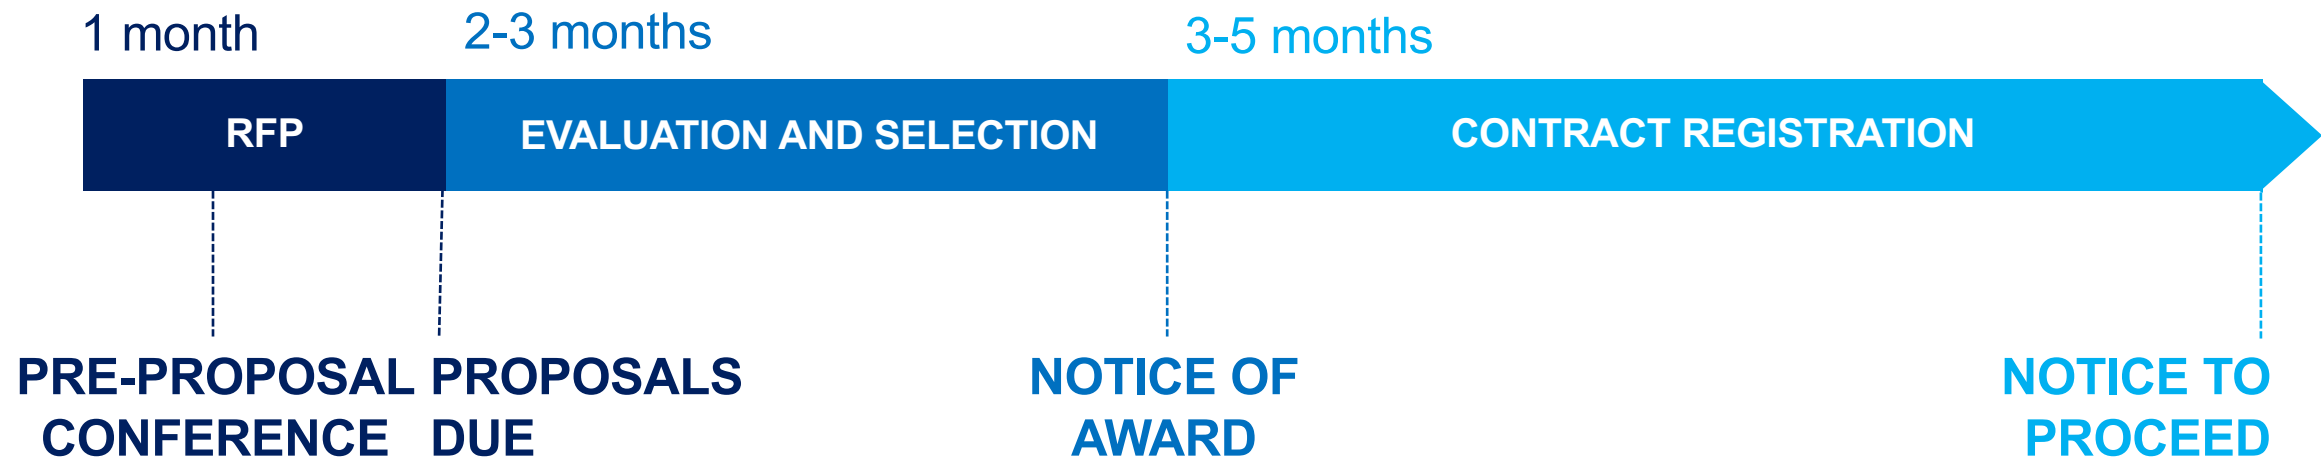 1 month
2-3 months
3-5 months
RFP
EVALUATION AND SELECTION
CONTRACT REGISTRATION
PRE-PROPOSAL
CONFERENCE
PROPOSALS
DUE
NOTICE OF
AWARD
NOTICE TO
PROCEED